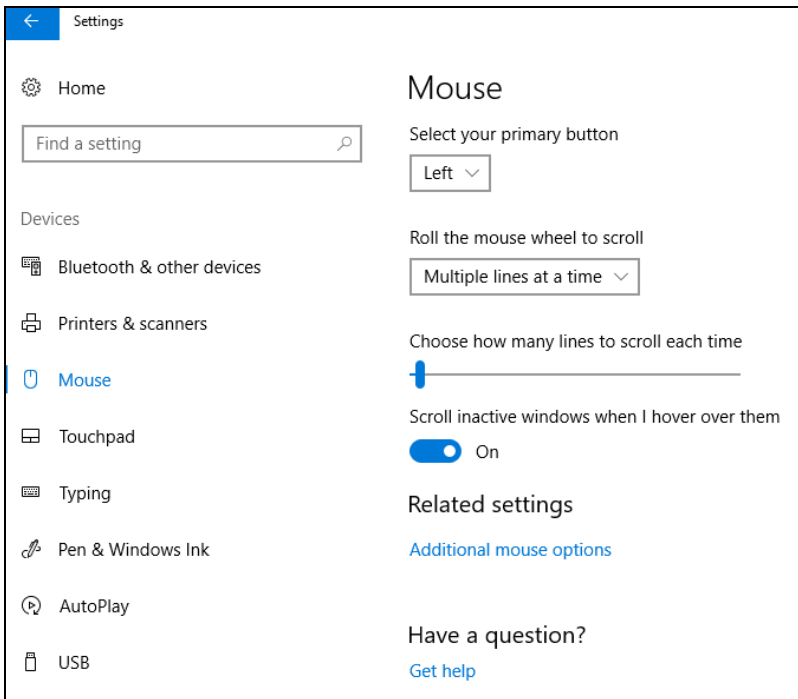 Settings
Home
Find a setting
Devices
Bluetooth & other devices
Printers & scanners
Mouse
Touchpad
Typing
Pen & Windows Ink
AutoPlay
USB
Mouse
Select your primary button
Left
Roll the mouse wheel to scroll
Multiple lines at a time
Choose how many lines to scroll each time
Scroll inactive windows when I hover over them
On
Related settings
Additional mouse options
Have a question?
Get help